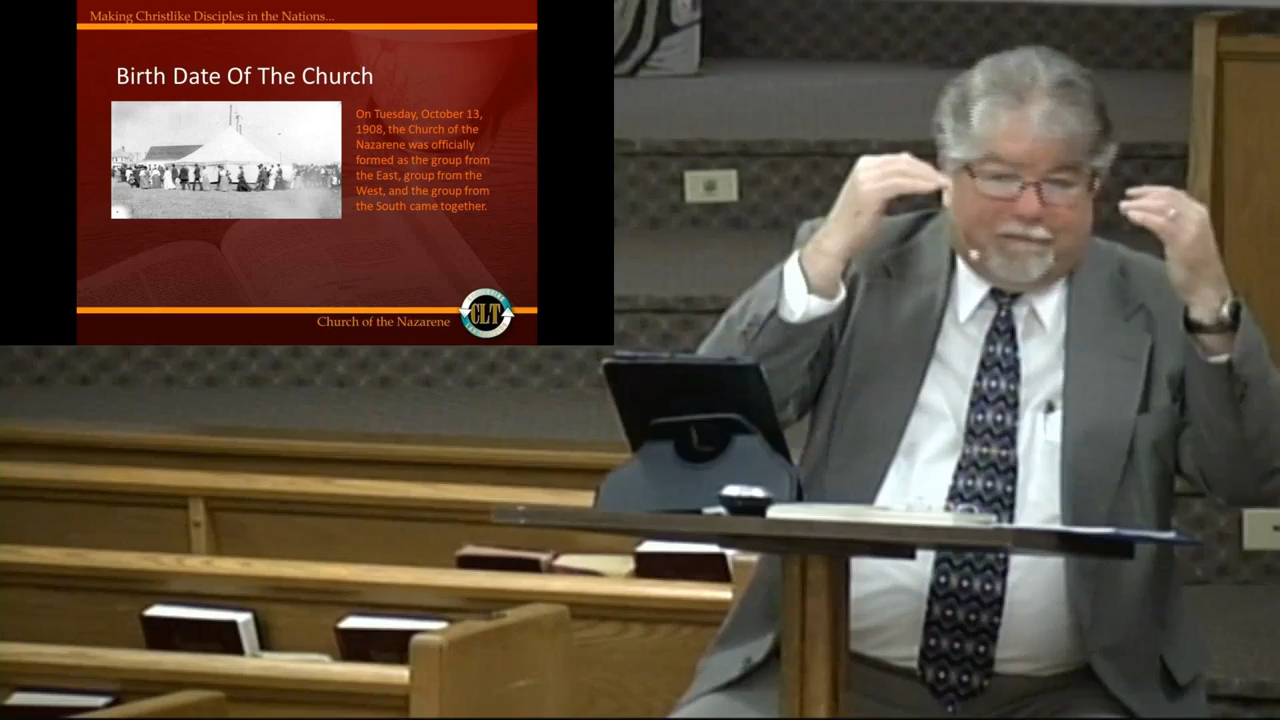 Making Christlike Disciples in the Nations...
Birth Date Of The Church
On Tuesday, October 13,
1908, the Church of the
Nazarene was officially
formed as the group from
the East, group from the
West, and the group from
the South came together.
Church of the Nazarene
CLT